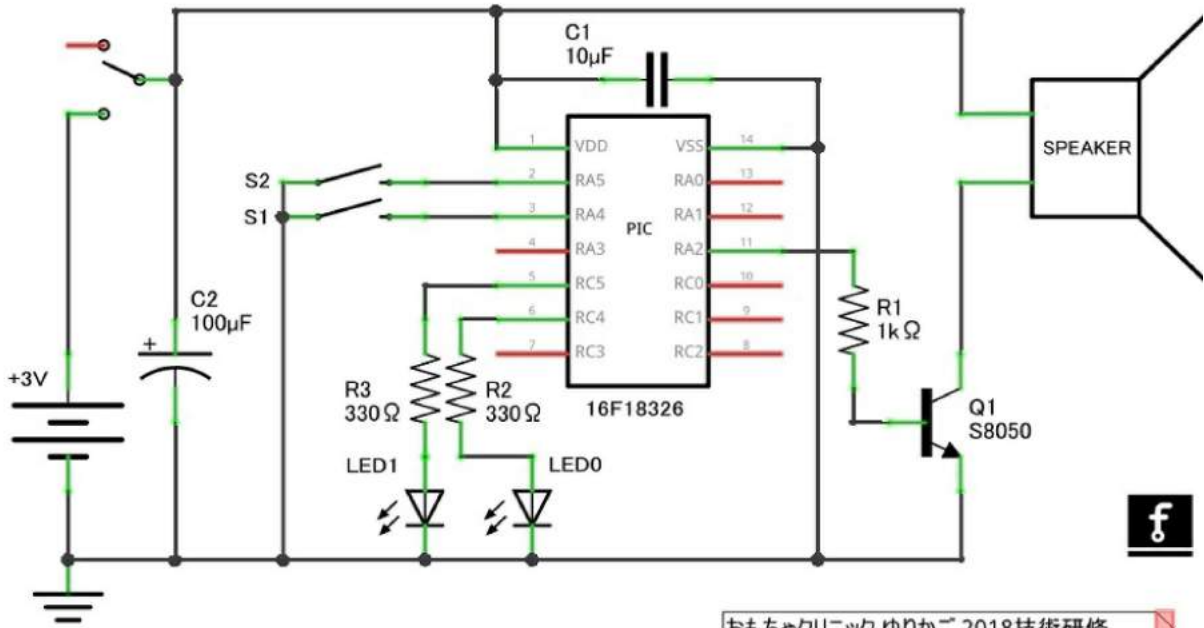 C1
10μF
1 VDD VSS 14
S2 2 RA5 RA0 13
S1 3 RA4 RA1 12
PIC
4 RA3 RA2 11
5 RC5 RC0 10
6 RC4 RC1 9
7 RC3 RC2 8
16F18326
SPEAKER
C2
100μF
+
+3V
R3
330Ω
R2
330Ω
R1
1kΩ
Q1
S8050
LED1
LED0
f
おもちゃクリニック ゆりかご 2018技術研修